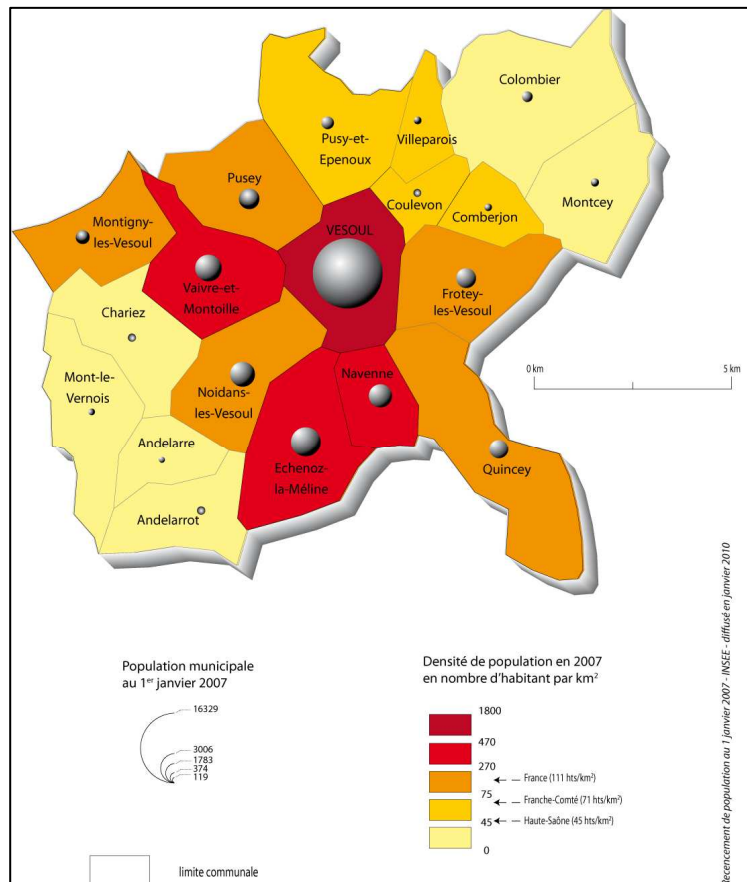 Colombier
Pusy-et-
Epenoux
Villeparois
Pusey
Coulevon
Comberjon
Montcey
Montigny-
les-Vesoul
VESOUL
Vaivre-et-
Montoille
Frotey-
les-Vesoul
Chariez
0 km
5 km
Mont-le-
Vernois
Noidans-
les-Vesoul
Navenne
Andelarre
Echenoz-
la-Méline
Quincey
Andelarrot
Population municipale
au 1er janvier 2007
16329
3006
1783
374
119
Densité de population en 2007
en nombre d'habitant par km²
1800
470
270
France (111 hts/km²)
75
Franche-Comté (71 hts/km²)
45
Haute-Saône (45 hts/km²)
0
limite communale
Recencement de population au 1 janvier 2007 - INSEE - diffusé en janvier 2010